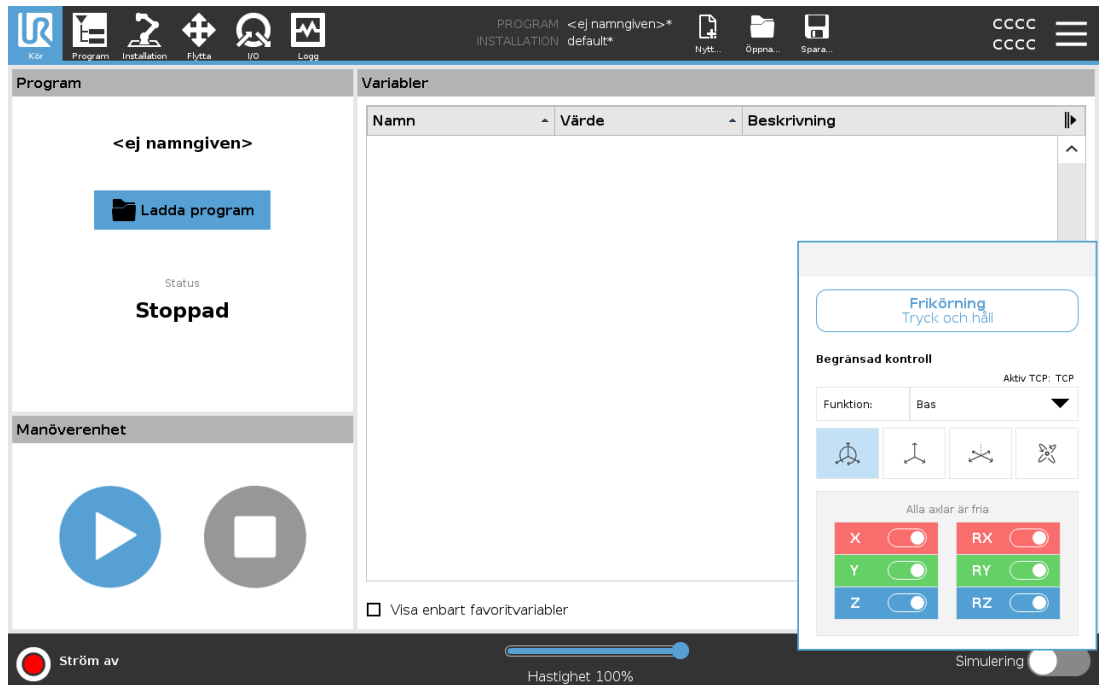 PROGRAM <ej namngiven>*
INSTALLATION default*
CCCC
CCCC
Kör Program Installation Flytta I/O Logg Nytt... Öppna... Spara...
Program
<ej namngiven>
Ladda program
Status
Stoppad
Manöverenhet
Variabler
Namn Värde Beskrivning
Visa enbart favoritvariabler
Frikörning
Tryck och håll
Begränsad kontroll
Aktiv TCP: TCP
Funktion: Bas
Alla axlar är fria
X RX
Y RY
Z RZ
Ström av
Hastighet 100%
Simulering